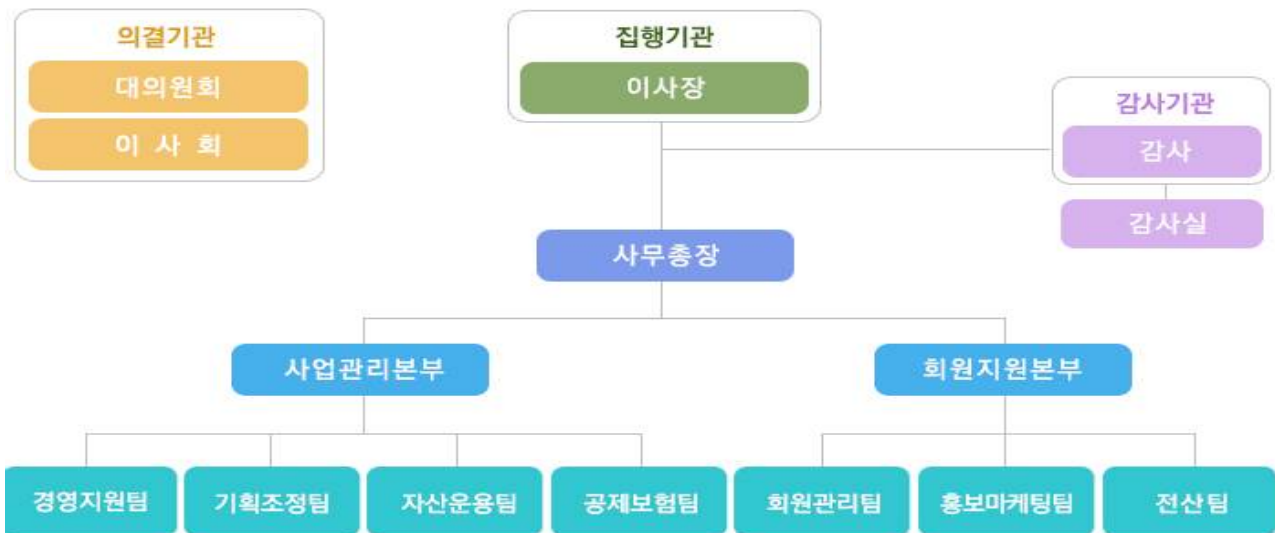 의결기관
대의원회
이 사 회
집행기관
이사장
감사기관
감사
감사실
사무총장
사업관리본부
회원지원본부
경영지원팀
기획조정팀
자산운용팀
공제보험팀
회원관리팀
홍보마케팅팀
전산팀